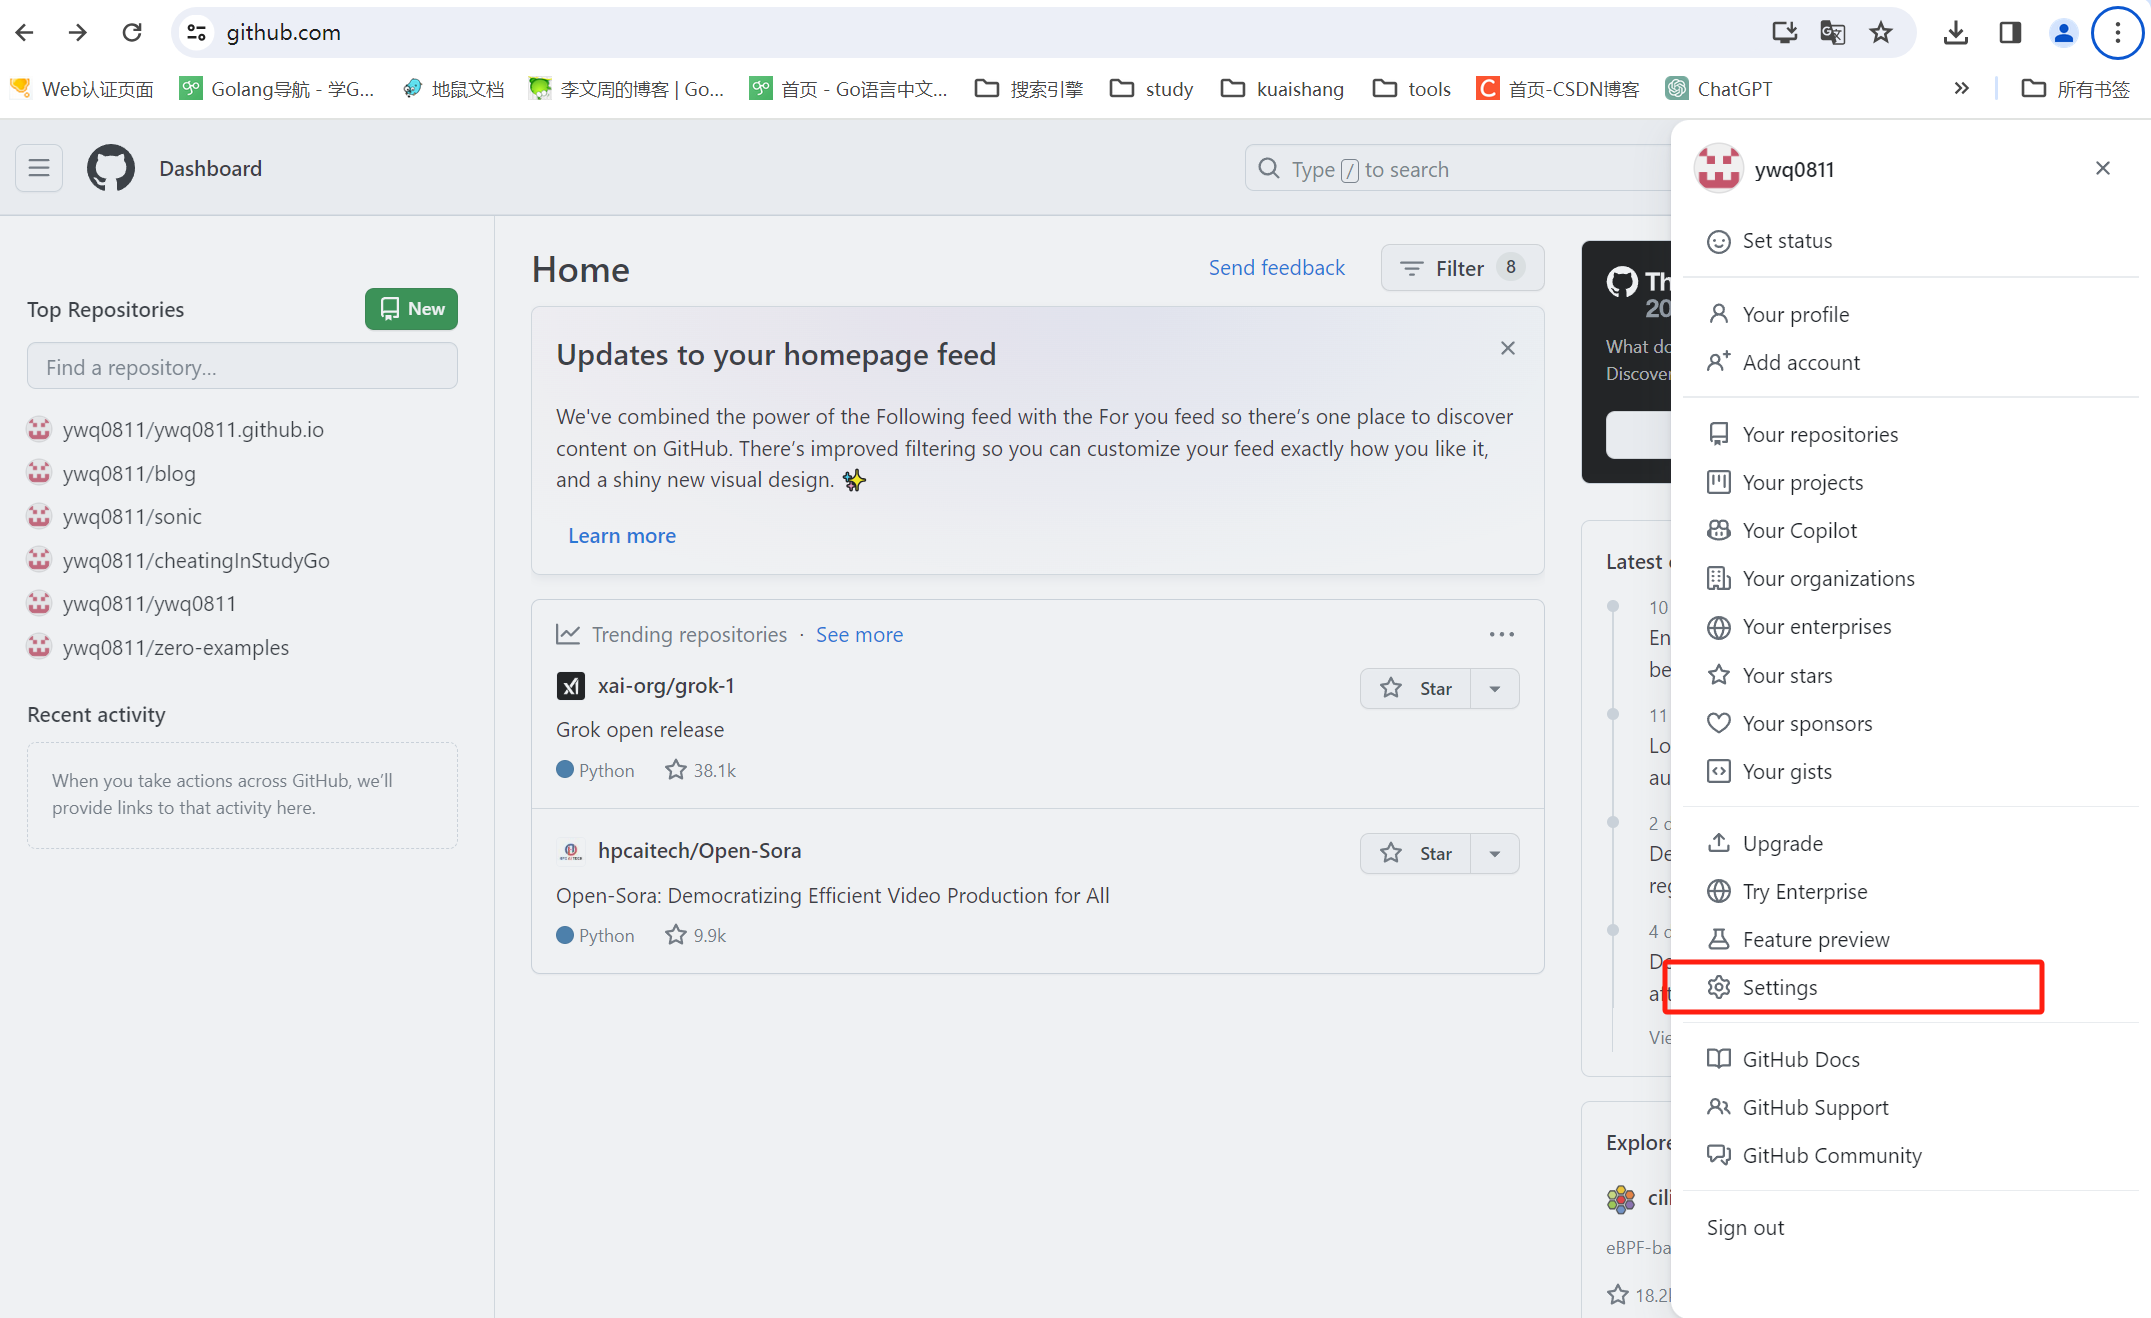 github.com
Web认证页面
Golang导航 - 学G...
地鼠文档
李文周的博客 | Go...
首页 - Go语言中文...
搜索引擎
study
kuaishang
tools
首页-CSDN博客
ChatGPT
所有书签
Dashboard
Type / to search
Top Repositories
New
Find a repository...
ywq0811/ywq0811.github.io
ywq0811/blog
ywq0811/sonic
ywq0811/cheatingInStudyGo
ywq0811/ywq0811
ywq0811/zero-examples
Recent activity
When you take actions across GitHub, we’ll
provide links to that activity here.
Home
Send feedback
Filter 8
Updates to your homepage feed
We've combined the power of the Following feed with the For you feed so there’s one place to discover
content on GitHub. There’s improved filtering so you can customize your feed exactly how you like it,
and a shiny new visual design. ✨
Learn more
Trending repositories · See more
xai-org/grok-1
Star
Grok open release
Python 38.1k
hpcaitech/Open-Sora
Star
Open-Sora: Democratizing Efficient Video Production for All
Python 9.9k
Th
20
What do
Discover
Latest
10
En
be
11
Lo
au
2
De
reg
4
De
aft
Vie
Explore
cili
eBPF-ba
18.2k
ywq0811
Set status
Your profile
Add account
Your repositories
Your projects
Your Copilot
Your organizations
Your enterprises
Your stars
Your sponsors
Your gists
Upgrade
Try Enterprise
Feature preview
Settings
GitHub Docs
GitHub Support
GitHub Community
Sign out